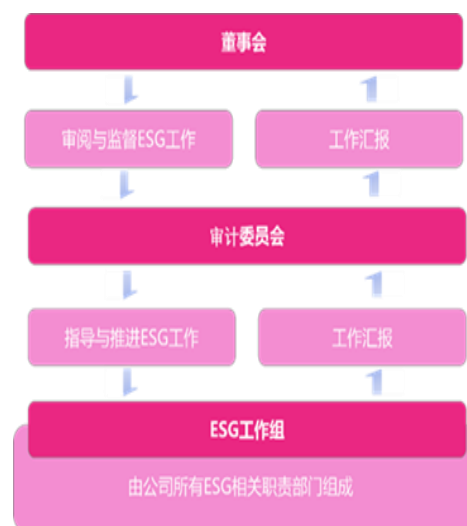 董事会
审阅与监督ESG工作
工作汇报
审计委员会
指导与推进ESG工作
工作汇报
ESG工作组
由公司所有ESG相关职责部门组成